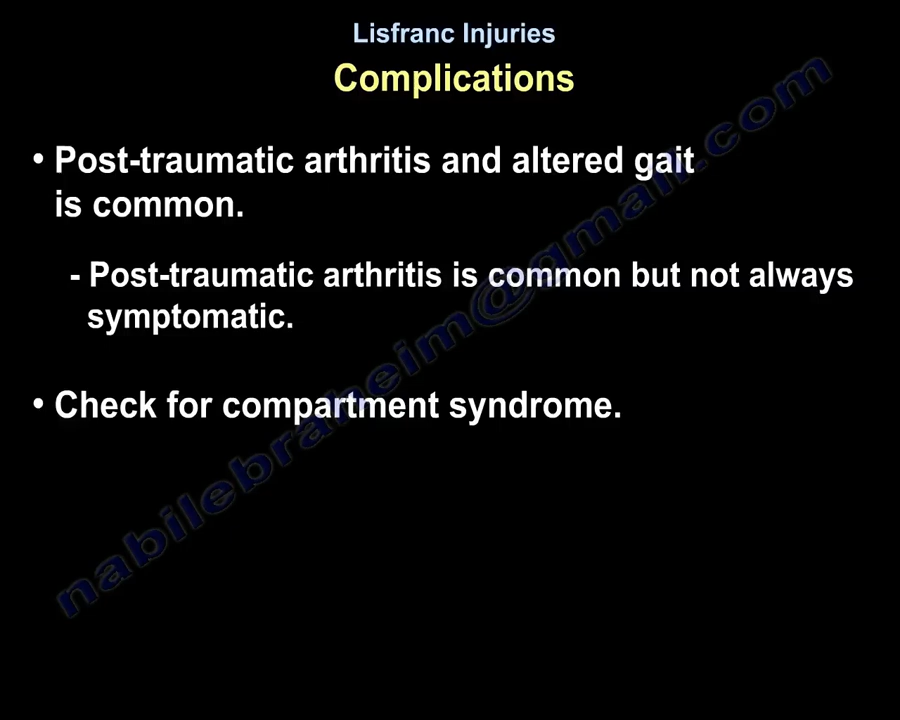 Lisfranc Injuries
Complications
• Post-traumatic arthritis and altered gait
is common.
- Post-traumatic arthritis is common but not always
symptomatic.
• Check for compartment syndrome.
nabilebraheim@gmail.com